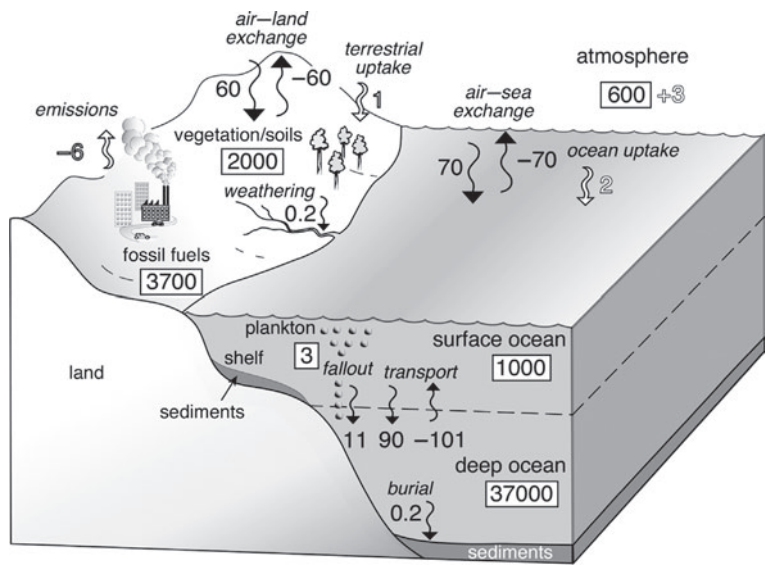 air–land
exchange
terrestrial
uptake
atmosphere
600 +3
air–sea
exchange
emissions
60
–60
1
–6
vegetation/soils
2000
70
–70
ocean uptake
2
weathering
0.2
fossil fuels
3700
plankton
3
surface ocean
1000
shelf
fallout
transport
land
sediments
11
90
–101
deep ocean
37000
burial
0.2
sediments